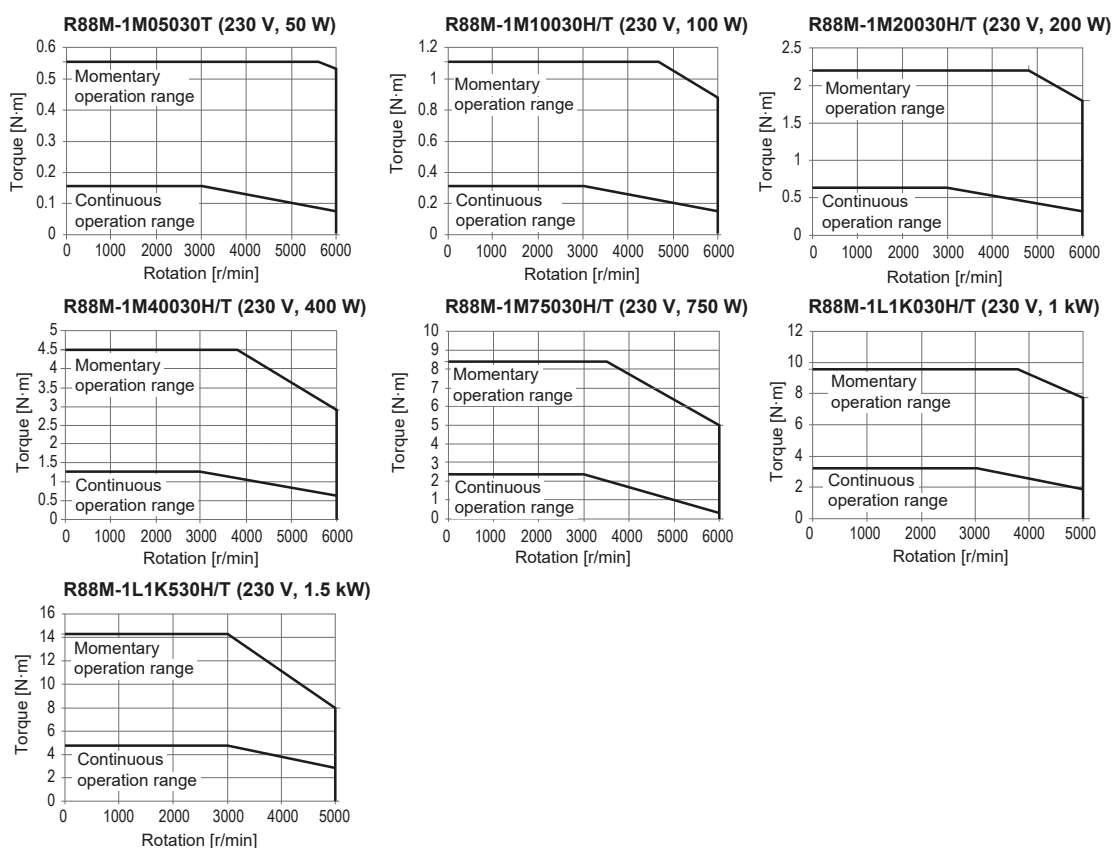 R88M-1M05030T (230 V, 50 W)
Torque [N·m]
0.6
0.5
0.4
0.3
0.2
0.1
0
Momentary
operation range
Continuous
operation range
0 1000 2000 3000 4000 5000 6000
Rotation [r/min]
R88M-1M10030H/T (230 V, 100 W)
Torque [N·m]
1.2
1
0.8
0.6
0.4
0.2
0
Momentary
operation range
Continuous
operation range
0 1000 2000 3000 4000 5000 6000
Rotation [r/min]
R88M-1M20030H/T (230 V, 200 W)
Torque [N·m]
2.5
2
1.5
1
0.5
0
Momentary
operation range
Continuous
operation range
0 1000 2000 3000 4000 5000 6000
Rotation [r/min]
R88M-1M40030H/T (230 V, 400 W)
Torque [N·m]
5
4.5
4
3.5
3
2.5
2
1.5
1
0.5
0
Momentary
operation range
Continuous
operation range
0 1000 2000 3000 4000 5000 6000
Rotation [r/min]
R88M-1M75030H/T (230 V, 750 W)
Torque [N·m]
10
9
8
7
6
5
4
3
2
1
0
Momentary
operation range
Continuous
operation range
0 1000 2000 3000 4000 5000 6000
Rotation [r/min]
R88M-1L1K030H/T (230 V, 1 kW)
Torque [N·m]
12
10
8
6
4
2
0
Momentary
operation range
Continuous
operation range
0 1000 2000 3000 4000 5000
Rotation [r/min]
R88M-1L1K530H/T (230 V, 1.5 kW)
Torque [N·m]
16
14
12
10
8
6
4
2
0
Momentary
operation range
Continuous
operation range
0 1000 2000 3000 4000 5000
Rotation [r/min]